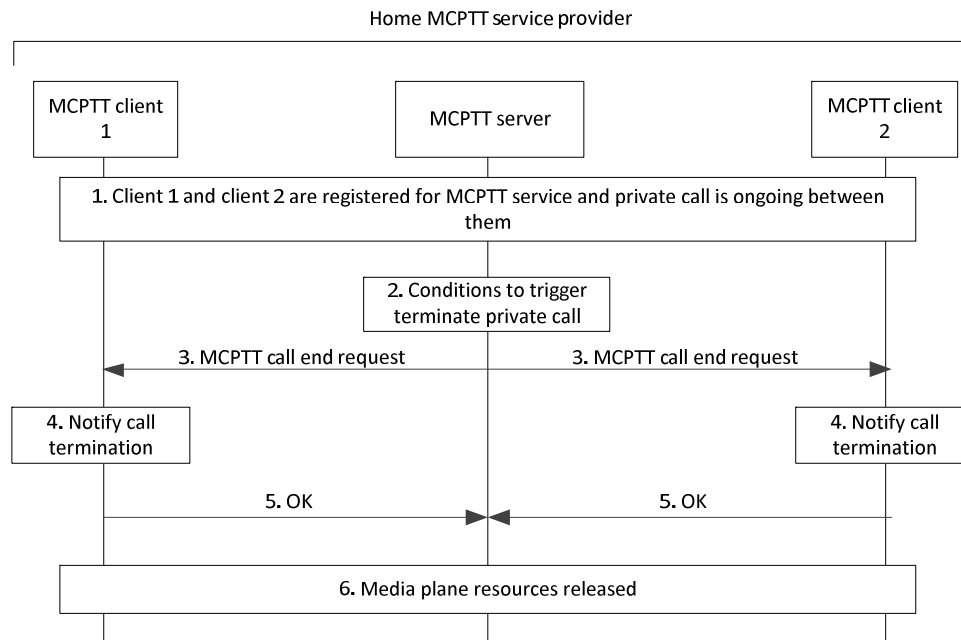 Home MCPTT service provider
MCPTT client
1
MCPTT server
MCPTT client
2
1. Client 1 and client 2 are registered for MCPTT service and private call is ongoing between
them
2. Conditions to trigger
terminate private call
3. MCPTT call end request
3. MCPTT call end request
4. Notify call
termination
4. Notify call
termination
5. OK
5. OK
6. Media plane resources released